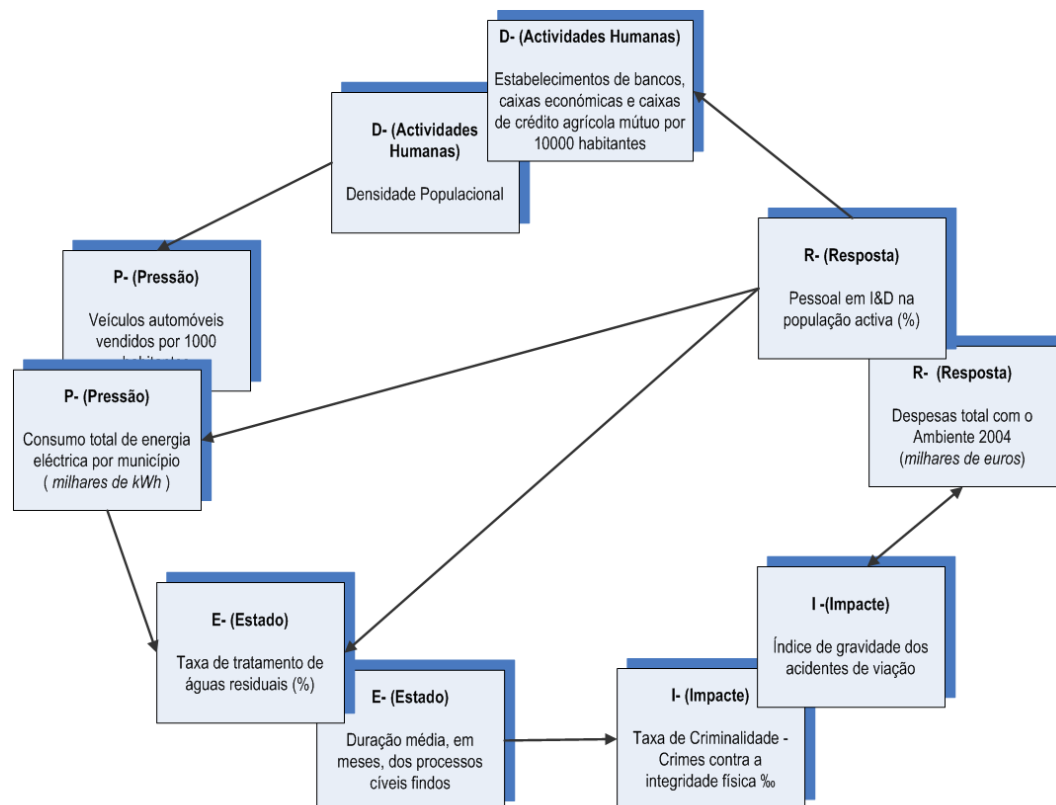 D- (Actividades Humanas)
Estabelecimentos de bancos,
caixas económicas e caixas
de crédito agrícola mútuo por
10000 habitantes
D- (Actividades
Humanas)
Densidade Populacional
P- (Pressão)
Veículos automóveis
vendidos por 1000
habitantes
P- (Pressão)
Consumo total de energia
eléctrica por município
( milhares de kWh )
E- (Estado)
Taxa de tratamento de
águas residuais (%)
E- (Estado)
Duração média, em
meses, dos processos
cíveis findos
I- (Impacte)
Taxa de Criminalidade -
Crimes contra a
integridade física ‰
I -(Impacte)
Índice de gravidade dos
acidentes de viação
R- (Resposta)
Despesas total com o
Ambiente 2004
(milhares de euros)
R- (Resposta)
Pessoal em I&D na
população activa (%)